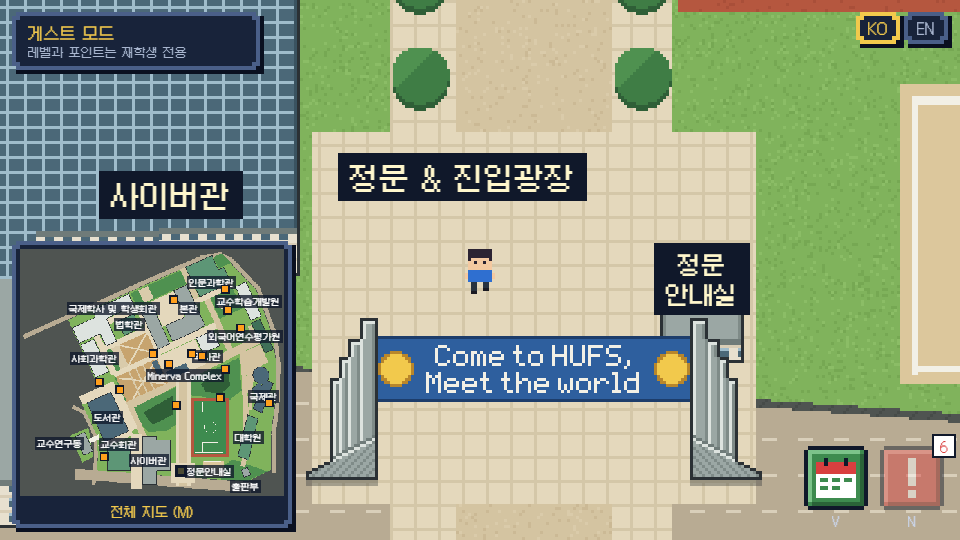 게스트 모드
레벨과 포인트는 재학생 전용
KO
EN
사이버관
정문 & 진입광장
정문
안내실
Come to HUFS,
Meet the world
인문과학관
국제학사 및 학생회관
본관
교수학습개발원
법학관
외국어연수평가원
사회과학관
Minerva Complex
국제관
도서관
대학원
교수연구동
교수회관
사이버관
정문안내실
출판부
전체 지도 (M)
6
V
N